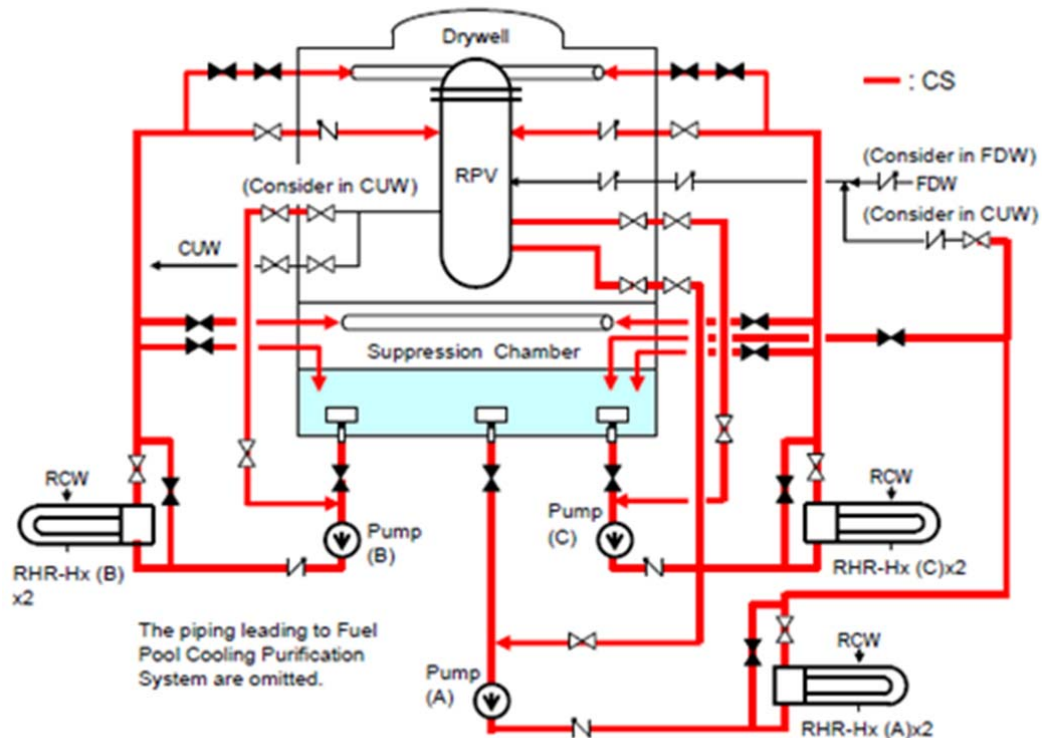 Drywell
: CS
(Consider in FDW)
RPV
FDW
(Consider in CUW)
(Consider in CUW)
CUW
Suppression Chamber
RCW
RCW
Pump
(B)
Pump
(C)
RHR-Hx (B)
x2
RHR-Hx (C)x2
The piping leading to Fuel
Pool Cooling Purification
System are omitted.
RCW
Pump
(A)
RHR-Hx (A)x2